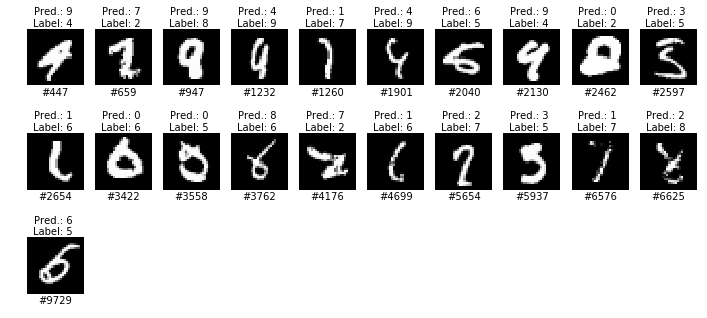 Pred.: 9 Pred.: 7 Pred.: 9 Pred.: 4 Pred.: 1 Pred.: 4 Pred.: 6 Pred.: 9 Pred.: 0 Pred.: 3
Label: 4 Label: 2 Label: 8 Label: 9 Label: 7 Label: 9 Label: 5 Label: 4 Label: 2 Label: 5
#447 #659 #947 #1232 #1260 #1901 #2040 #2130 #2462 #2597
Pred.: 1 Pred.: 0 Pred.: 0 Pred.: 8 Pred.: 7 Pred.: 1 Pred.: 2 Pred.: 3 Pred.: 1 Pred.: 2
Label: 6 Label: 6 Label: 5 Label: 6 Label: 2 Label: 6 Label: 7 Label: 5 Label: 7 Label: 8
#2654 #3422 #3558 #3762 #4176 #4699 #5654 #5937 #6576 #6625
Pred.: 6
Label: 5
#9729